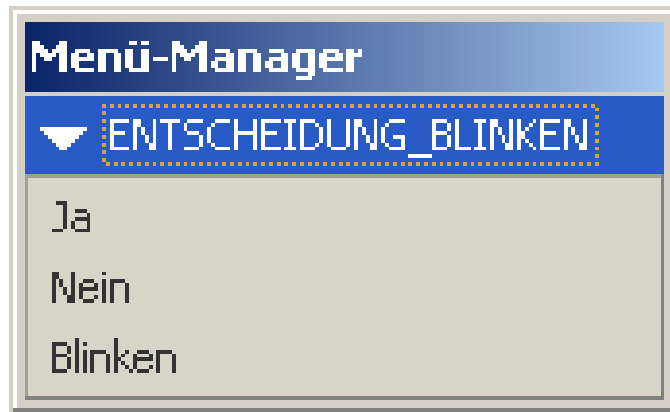 Menü-Manager
ENTSCHEIDUNG_BLINKEN
Ja
Nein
Blinken